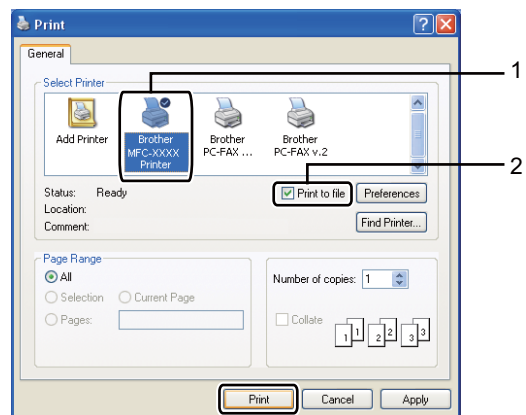 Print
General
1
Select Printer
Add Printer
Brother MFC-XXXX Printer
Brother PC-FAX ...
Brother PC-FAX v.2
2
Status: Ready
Print to file
Preferences
Location:
Comment:
Find Printer...
Page Range
All
Selection
Current Page
Pages:
Number of copies: 1
Collate
1 1 2 2 3 3
Print
Cancel
Apply